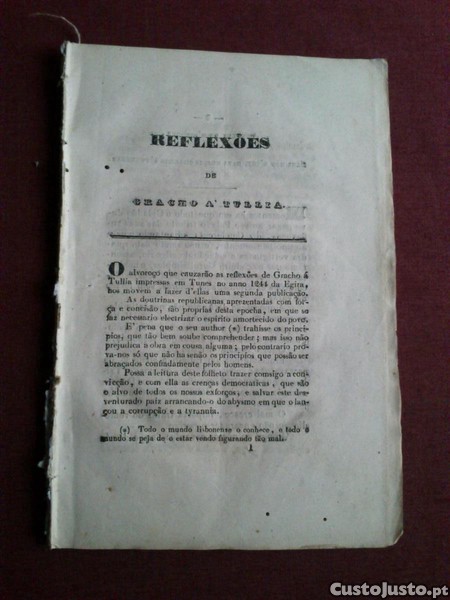 REFLEXÕES
DE
GRACHO A' TULLIA.
O alvoroço que cauzarão as reflexões de Gracho á
Tullia impressas em Tunes no anno 1244 da Egira,
nos movem a fazer d'ellas uma segunda publicação.
As doutrinas republicanas aprezentadas com for-
ça e concisão, são proprias desta epocha, em que se
faz necessario electrizar o espirito amortecido do povo.
E' pena que o seu author (*) trahisse os princi-
pios, que tão bem soube comprehender; mas isso não
prejudica a obra em cousa alguma; pelo contrario pró-
va-nos só que não ha senão os principios que possão ser
abraçados confiadamente pelos homens.
Possa a leitura deste folheto trazer comsigo a con-
vicção, e com ella as crenças democraticas, que são
o alvo de todos os nossos exforços, e salvar este des-
venturado paiz arrancando-o do abysmo em que o lan-
çou a corrupção e a tyrannia.
(*) Todo o mundo lisbonense o conhece, e todo o
mundo se peja de o estar vendo figurando tão mal.
1
CustoJusto.pt